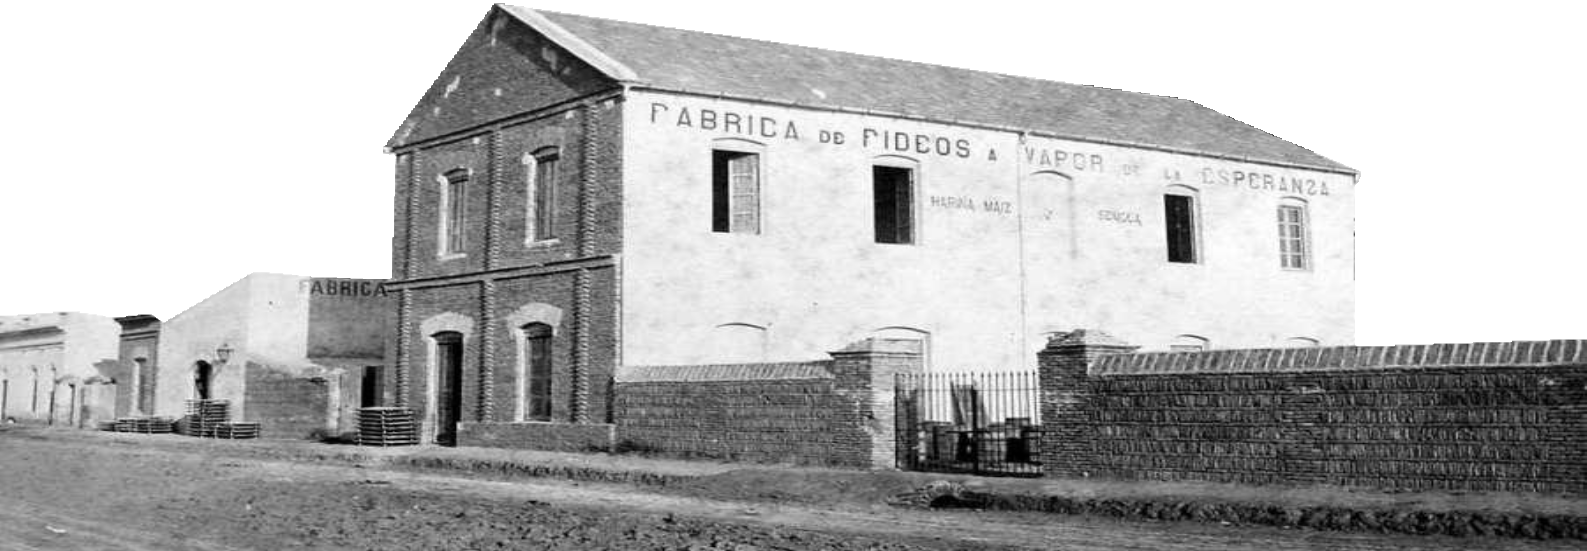 FABRICA DE FIDEOS A VAPOR DE LA ESPERANZA
HARINA MAIZ Y SEMOLA
FABRICA